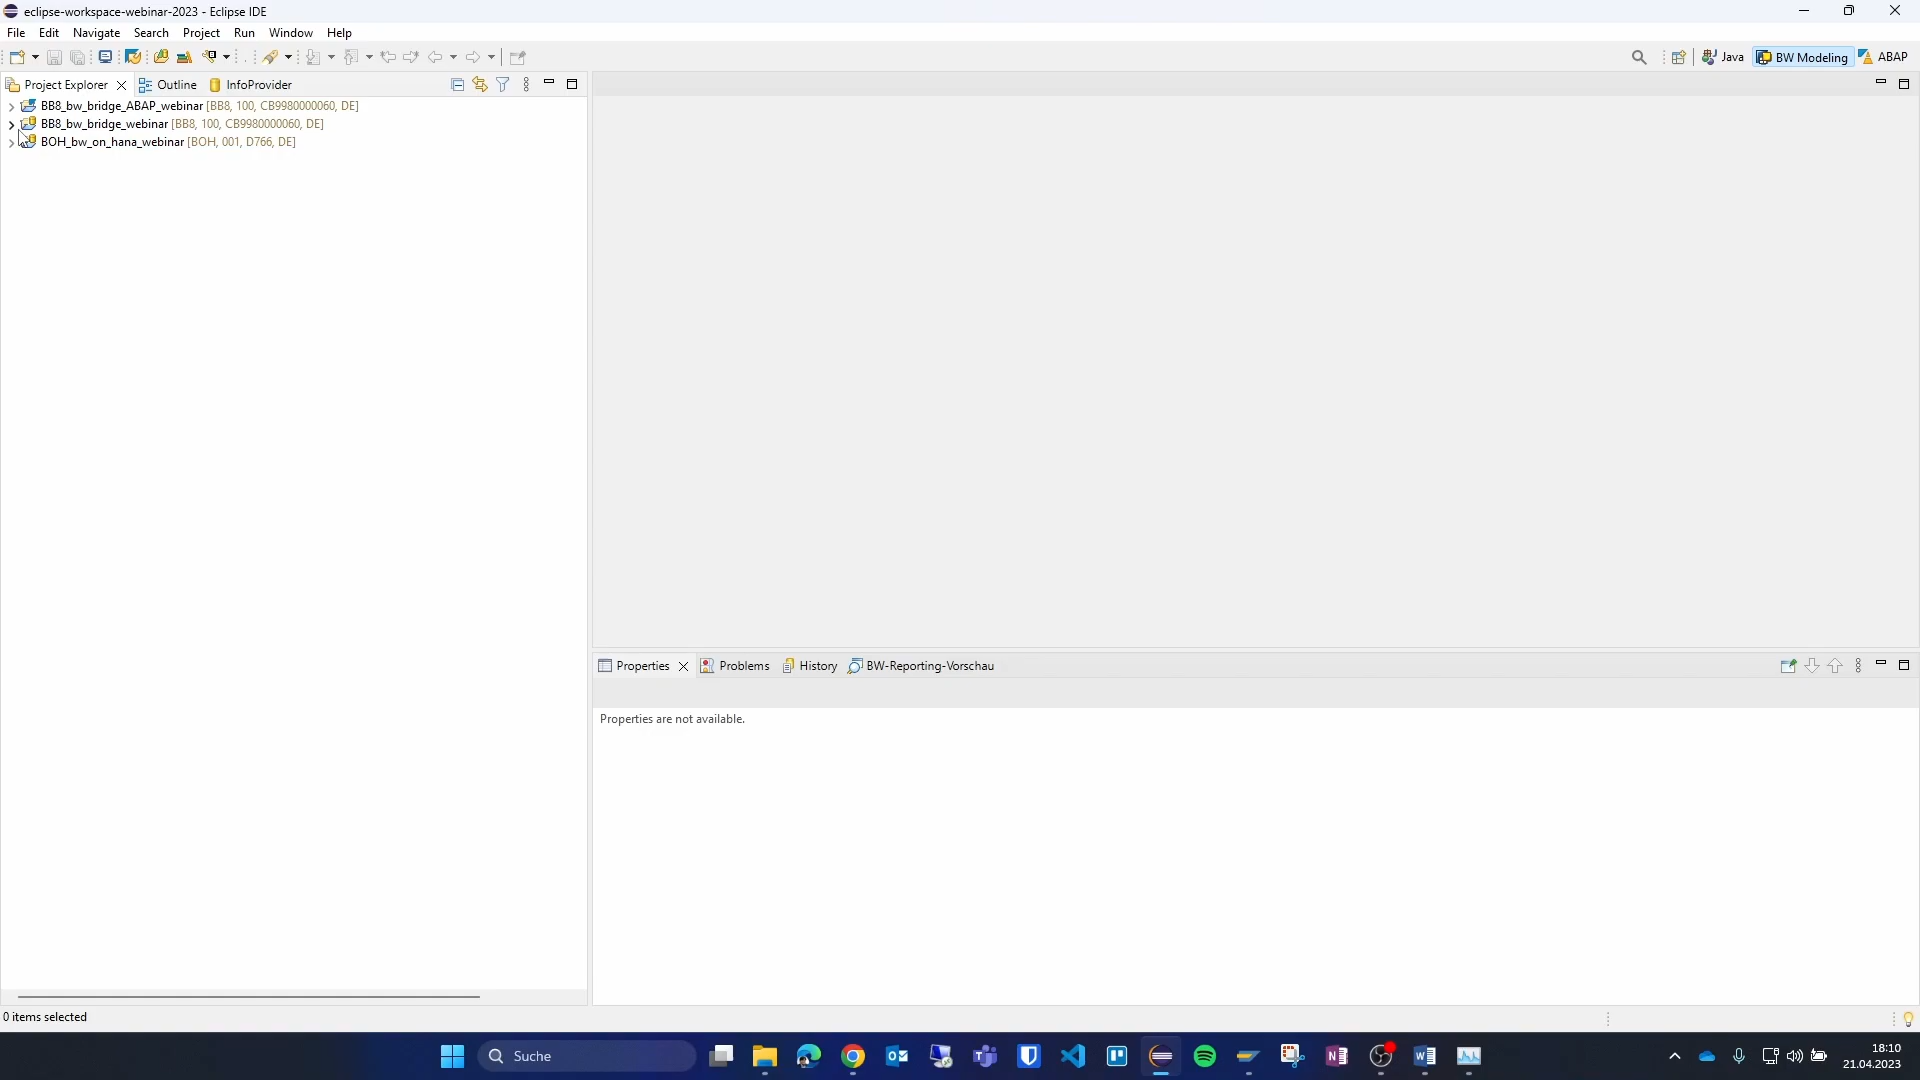 eclipse-workspace-webinar-2023 - Eclipse IDE
File Edit Navigate Search Project Run Window Help
Java BW Modeling ABAP
Project Explorer Outline InfoProvider
BB8_bw_bridge_ABAP_webinar [BB8, 100, CB9980000060, DE]
BB8_bw_bridge_webinar [BB8, 100, CB9980000060, DE]
BOH_bw_on_hana_webinar [BOH, 001, D766, DE]
Properties Problems History BW-Reporting-Vorschau
Properties are not available.
0 items selected
Suche
18:10
21.04.2023